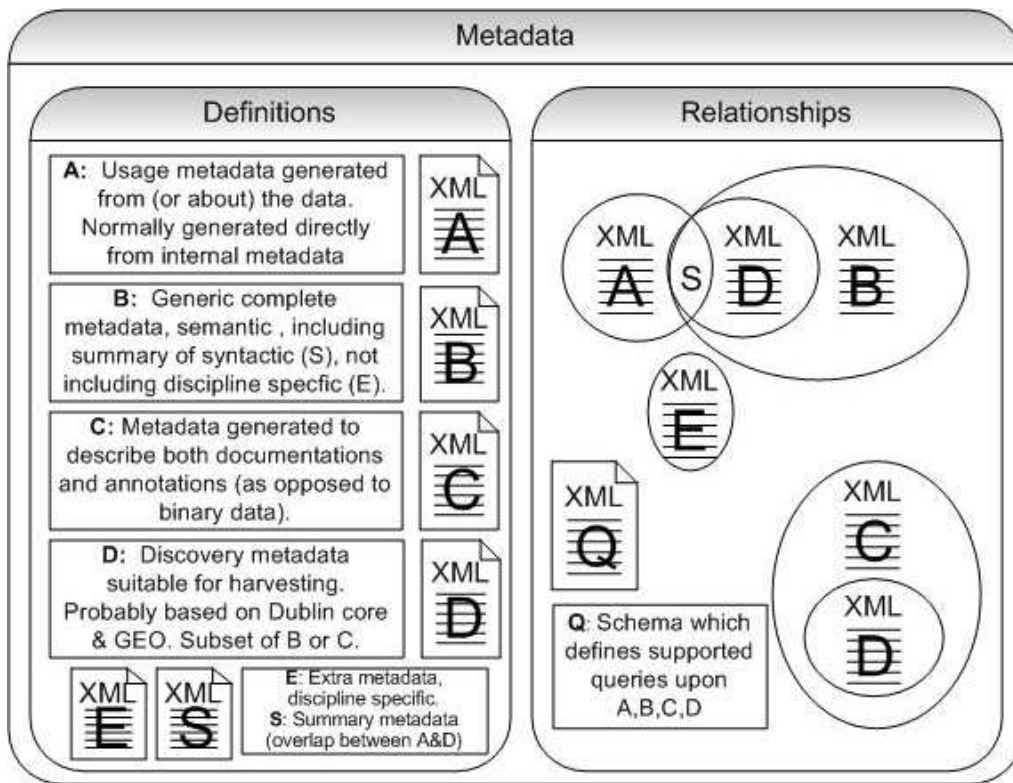 Metadata
Definitions
A: Usage metadata generated
from (or about) the data.
Normally generated directly
from internal metadata
XML
A
B: Generic complete
metadata, semantic , including
summary of syntactic (S), not
including discipline specfic (E).
XML
B
C: Metadata generated to
describe both documentations
and annotations (as opposed to
binary data).
XML
C
D: Discovery metadata
suitable for harvesting.
Probably based on Dublin core
& GEO. Subset of B or C.
XML
D
XML
E
XML
S
E: Extra metadata,
discipline specific.
S: Summary metadata
(overlap between A&D)
Relationships
XML
A
S
XML
D
XML
B
XML
E
XML
Q
XML
C
XML
D
Q: Schema which
defines supported
queries upon
A,B,C,D